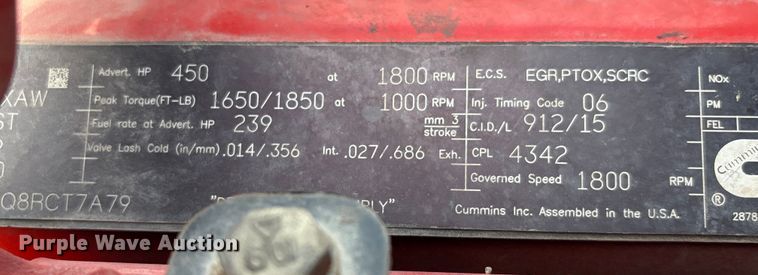 XAW
ST
Q8RCT7A79
Advert. HP 450 at 1800 RPM
Peak Torque(FT-LB) 1650/1850 at 1000 RPM
Fuel rate at Advert. HP 239 mm 3 stroke
Valve Lash Cold (in/mm) .014/.356 Int. .027/.686 Exh.
E.C.S. EGR,PTOX,SCRC
Inj. Timing Code 06
C.I.D./L 912/15
CPL 4342
Governed Speed 1800 RPM
Cummins Inc. Assembled in the U.S.A.
NOx
PM
FEL
Cummins
®
2878
Purple Wave Auction